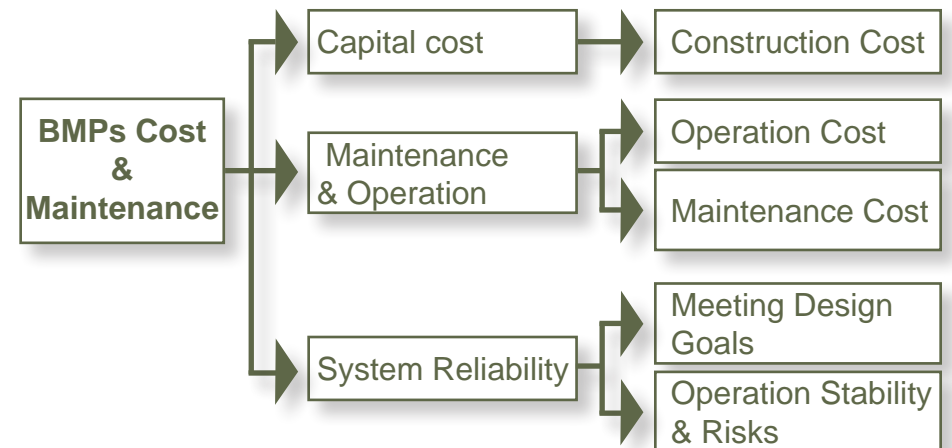 BMPs Cost
&
Maintenance
Capital cost
Maintenance
& Operation
System Reliability
Construction Cost
Operation Cost
Maintenance Cost
Meeting Design
Goals
Operation Stability
& Risks